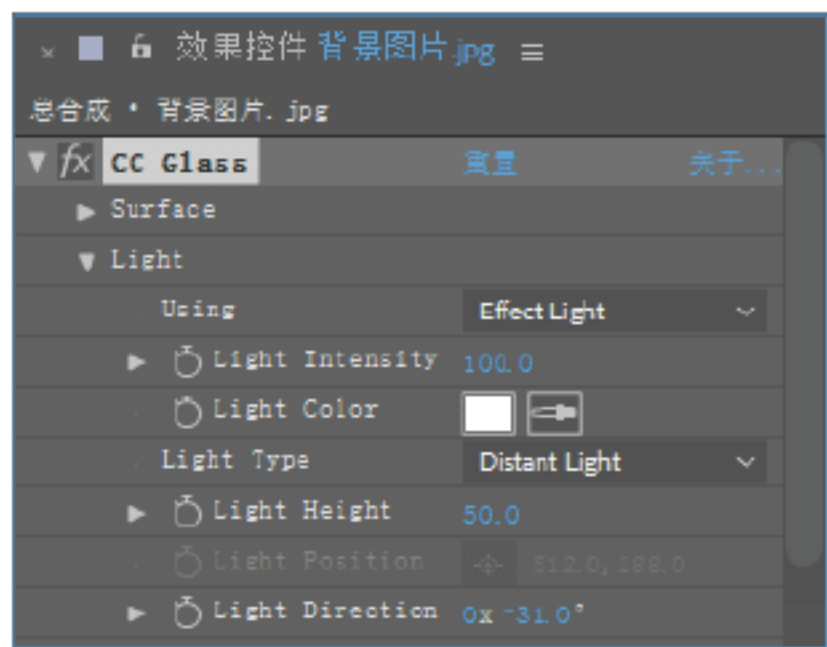 效果控件 背景图片.jpg
总合成 • 背景图片.jpg
fx CC Glass 重置 关于...
Surface
Light
Using Effect Light
Light Intensity 100.0
Light Color
Light Type Distant Light
Light Height 50.0
Light Position 512.0,288.0
Light Direction 0x -31.0°